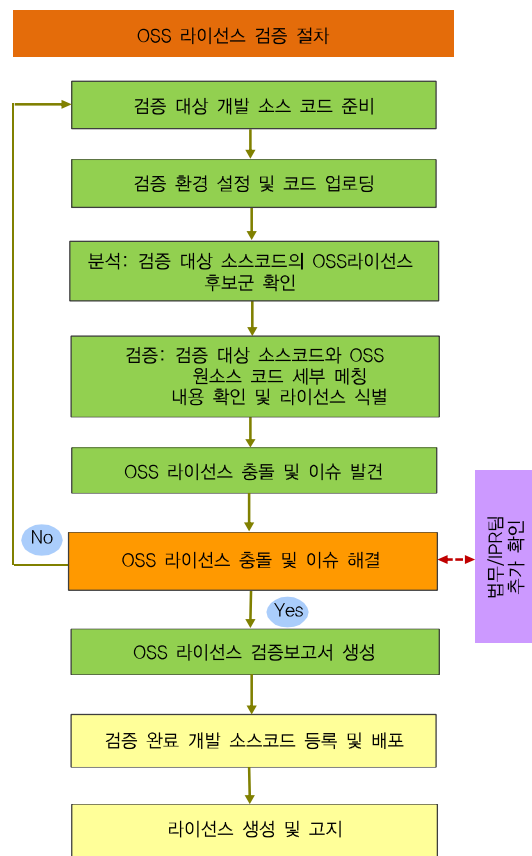 OSS 라이선스 검증 절차
검증 대상 개발 소스 코드 준비
검증 환경 설정 및 코드 업로딩
분석: 검증 대상 소스코드의 OSS라이선스
후보군 확인
검증: 검증 대상 소스코드와 OSS
원소스 코드 세부 메칭
내용 확인 및 라이선스 식별
OSS 라이선스 충돌 및 이슈 발견
No
OSS 라이선스 충돌 및 이슈 해결
법무/IPR팀
추가 확인
Yes
OSS 라이선스 검증보고서 생성
검증 완료 개발 소스코드 등록 및 배포
라이선스 생성 및 고지